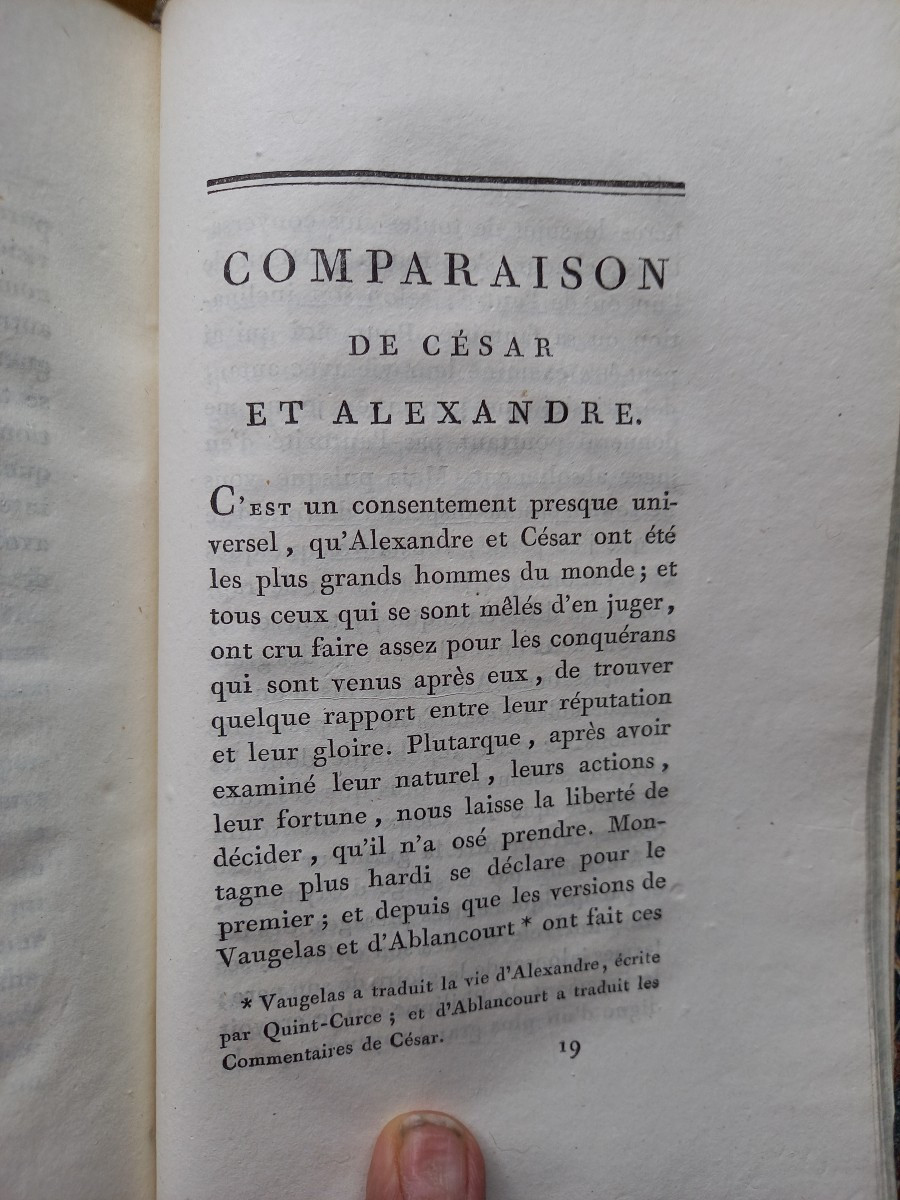 COMPARAISON
DE CÉSAR
ET ALEXANDRE.
C'EST un consentement presque uni-
versel, qu'Alexandre et César ont été
les plus grands hommes du monde; et
tous ceux qui se sont mêlés d'en juger,
ont cru faire assez pour les conquérans
qui sont venus après eux, de trouver
quelque rapport entre leur réputation
et leur gloire. Plutarque, après avoir
examiné leur naturel, leurs actions,
leur fortune, nous laisse la liberté de
décider, qu'il n'a osé prendre. Mon-
tagne plus hardi se déclare pour le
premier; et depuis que les versions de
Vaugelas et d'Ablancourt * ont fait ces
* Vaugelas a traduit la vie d'Alexandre, écrite
par Quint-Curce; et d'Ablancourt a traduit les
Commentaires de César.
19